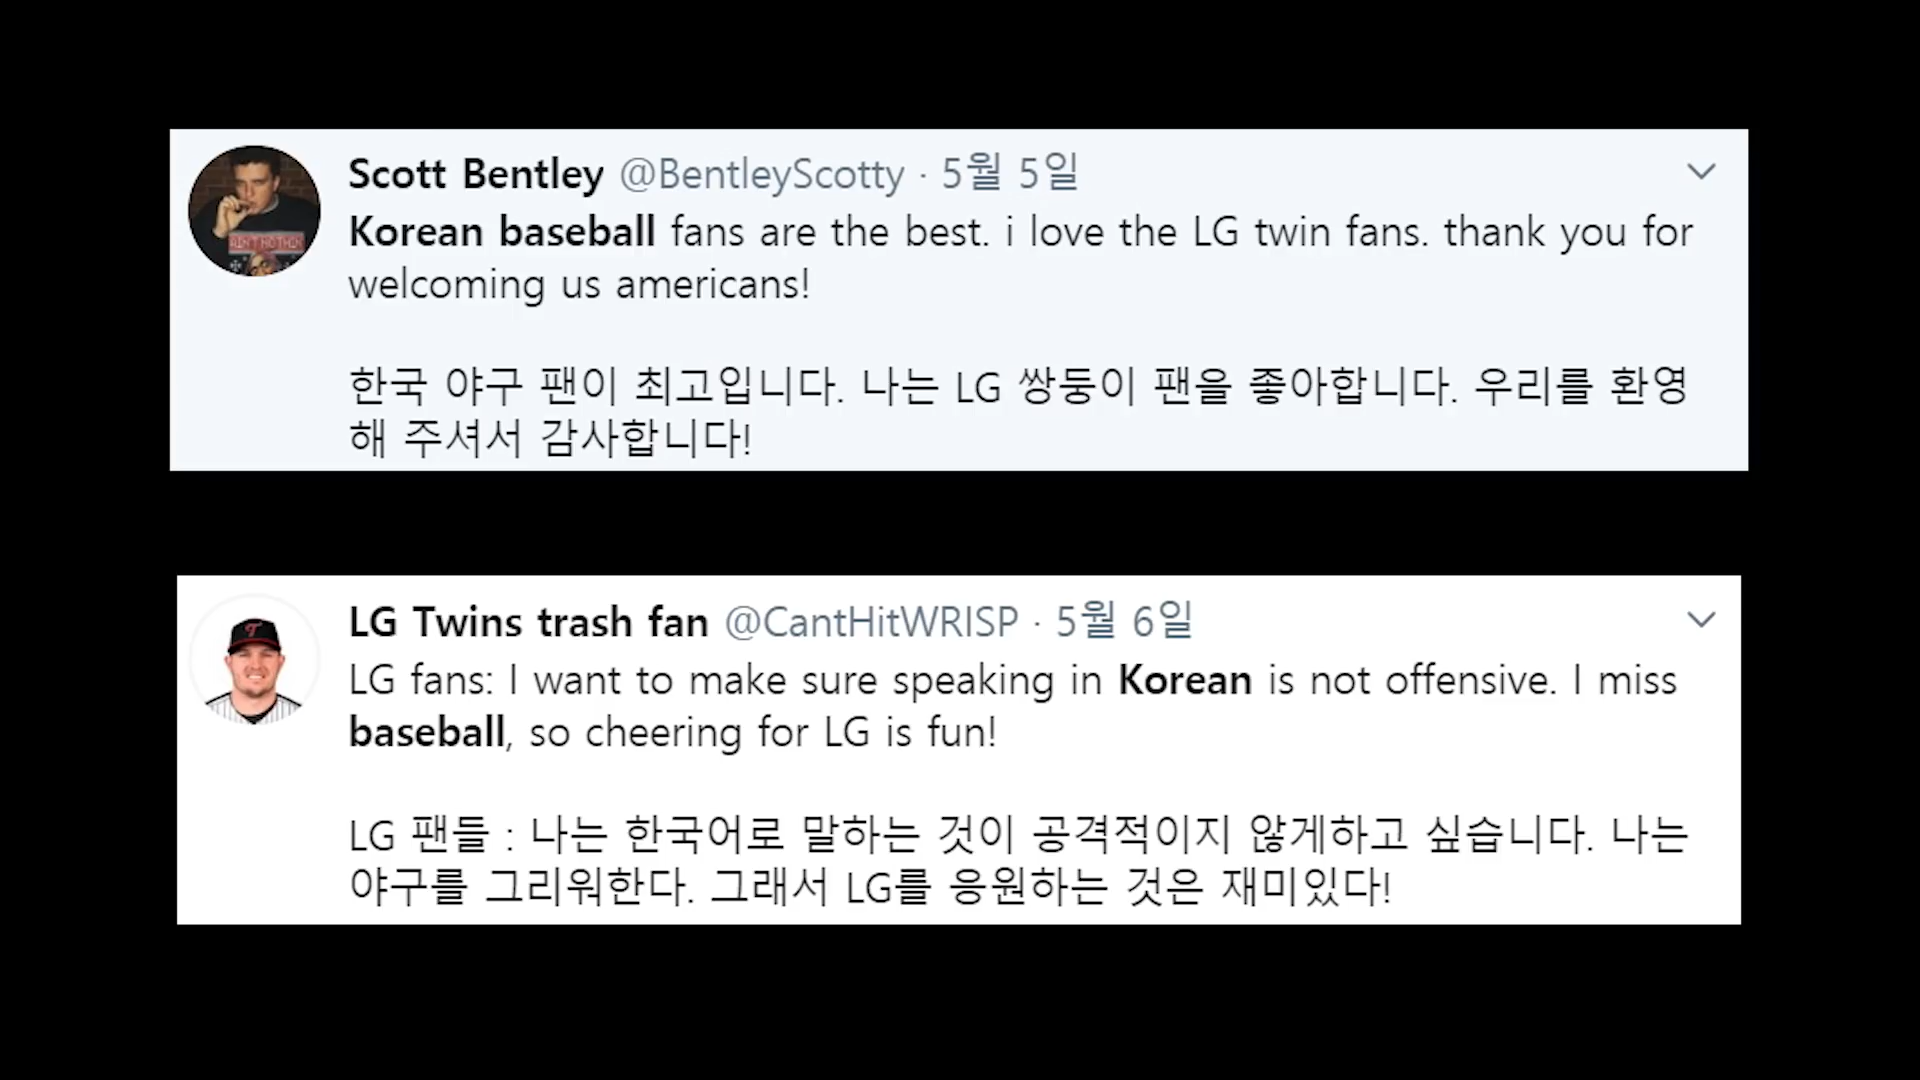 Scott Bentley @BentleyScotty · 5월 5일
Korean baseball fans are the best. i love the LG twin fans. thank you for
welcoming us americans!
한국 야구 팬이 최고입니다. 나는 LG 쌍둥이 팬을 좋아합니다. 우리를 환영
해 주셔서 감사합니다!
AIN'T NOTHIN
LG Twins trash fan @CantHitWRISP · 5월 6일
LG fans: I want to make sure speaking in Korean is not offensive. I miss
baseball, so cheering for LG is fun!
LG 팬들 : 나는 한국어로 말하는 것이 공격적이지 않게하고 싶습니다. 나는
야구를 그리워한다. 그래서 LG를 응원하는 것은 재미있다!